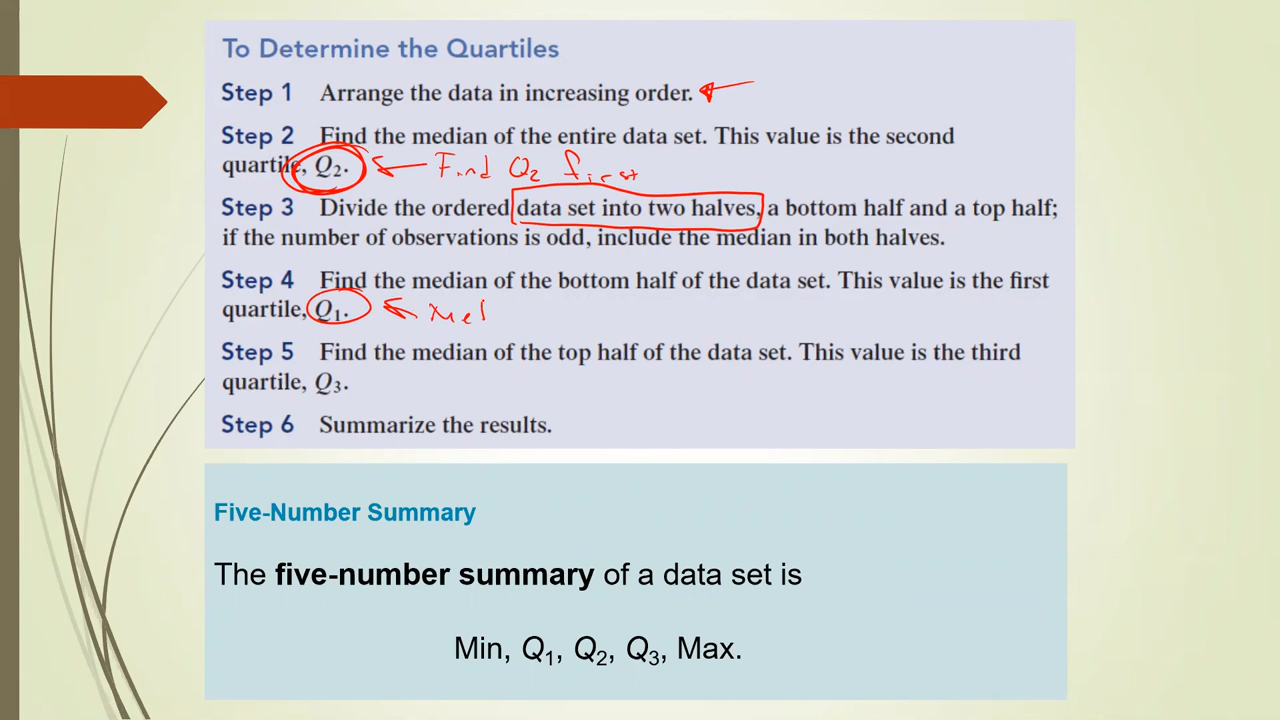 To Determine the Quartiles
Step 1 Arrange the data in increasing order.
Step 2 Find the median of the entire data set. This value is the second
quartile, Q2.
Find Q2 first
Step 3 Divide the ordered data set into two halves, a bottom half and a top half;
if the number of observations is odd, include the median in both halves.
Step 4 Find the median of the bottom half of the data set. This value is the first
quartile, Q1.
Step 5 Find the median of the top half of the data set. This value is the third
quartile, Q3.
Step 6 Summarize the results.
Five-Number Summary
The five-number summary of a data set is
Min, Q1, Q2, Q3, Max.